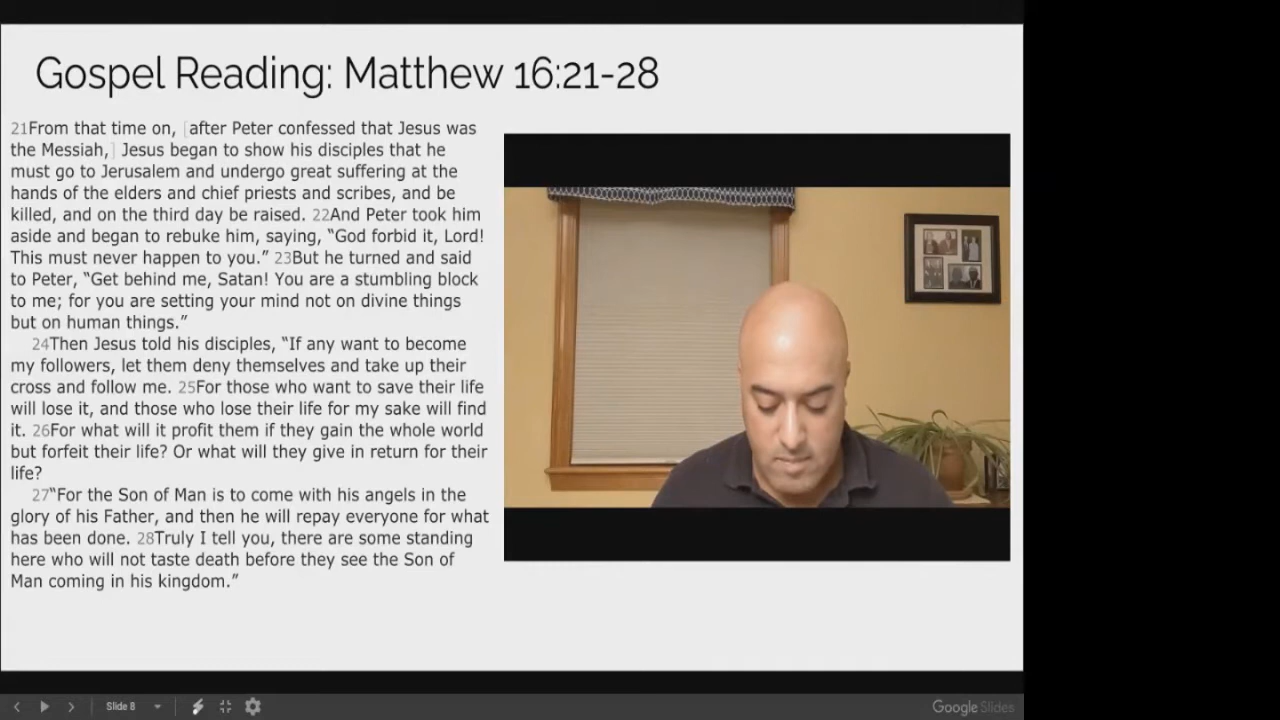 Gospel Reading: Matthew 16:21-28
21From that time on, [after Peter confessed that Jesus was
the Messiah,] Jesus began to show his disciples that he
must go to Jerusalem and undergo great suffering at the
hands of the elders and chief priests and scribes, and be
killed, and on the third day be raised. 22And Peter took him
aside and began to rebuke him, saying, “God forbid it, Lord!
This must never happen to you.” 23But he turned and said
to Peter, “Get behind me, Satan! You are a stumbling block
to me; for you are setting your mind not on divine things
but on human things.”
24Then Jesus told his disciples, “If any want to become
my followers, let them deny themselves and take up their
cross and follow me. 25For those who want to save their life
will lose it, and those who lose their life for my sake will find
it. 26For what will it profit them if they gain the whole world
but forfeit their life? Or what will they give in return for their
life?
27“For the Son of Man is to come with his angels in the
glory of his Father, and then he will repay everyone for what
has been done. 28Truly I tell you, there are some standing
here who will not taste death before they see the Son of
Man coming in his kingdom.”
Slide 8
Google Slides